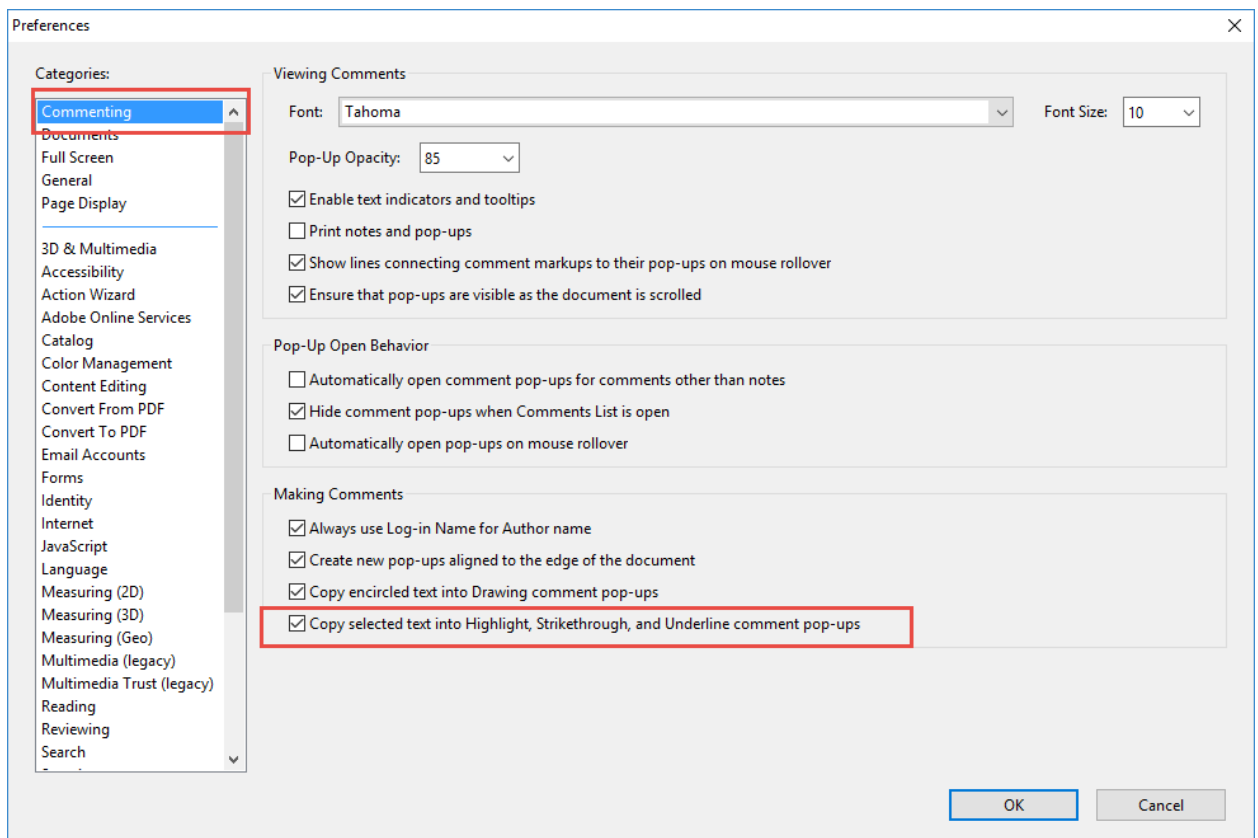 Preferences
Categories:
Commenting
Documents
Full Screen
General
Page Display
3D & Multimedia
Accessibility
Action Wizard
Adobe Online Services
Catalog
Color Management
Content Editing
Convert From PDF
Convert To PDF
Email Accounts
Forms
Identity
Internet
JavaScript
Language
Measuring (2D)
Measuring (3D)
Measuring (Geo)
Multimedia (legacy)
Multimedia Trust (legacy)
Reading
Reviewing
Search
Viewing Comments
Font: Tahoma Font Size: 10
Pop-Up Opacity: 85
Enable text indicators and tooltips
Print notes and pop-ups
Show lines connecting comment markups to their pop-ups on mouse rollover
Ensure that pop-ups are visible as the document is scrolled
Pop-Up Open Behavior
Automatically open comment pop-ups for comments other than notes
Hide comment pop-ups when Comments List is open
Automatically open pop-ups on mouse rollover
Making Comments
Always use Log-in Name for Author name
Create new pop-ups aligned to the edge of the document
Copy encircled text into Drawing comment pop-ups
Copy selected text into Highlight, Strikethrough, and Underline comment pop-ups
OK Cancel